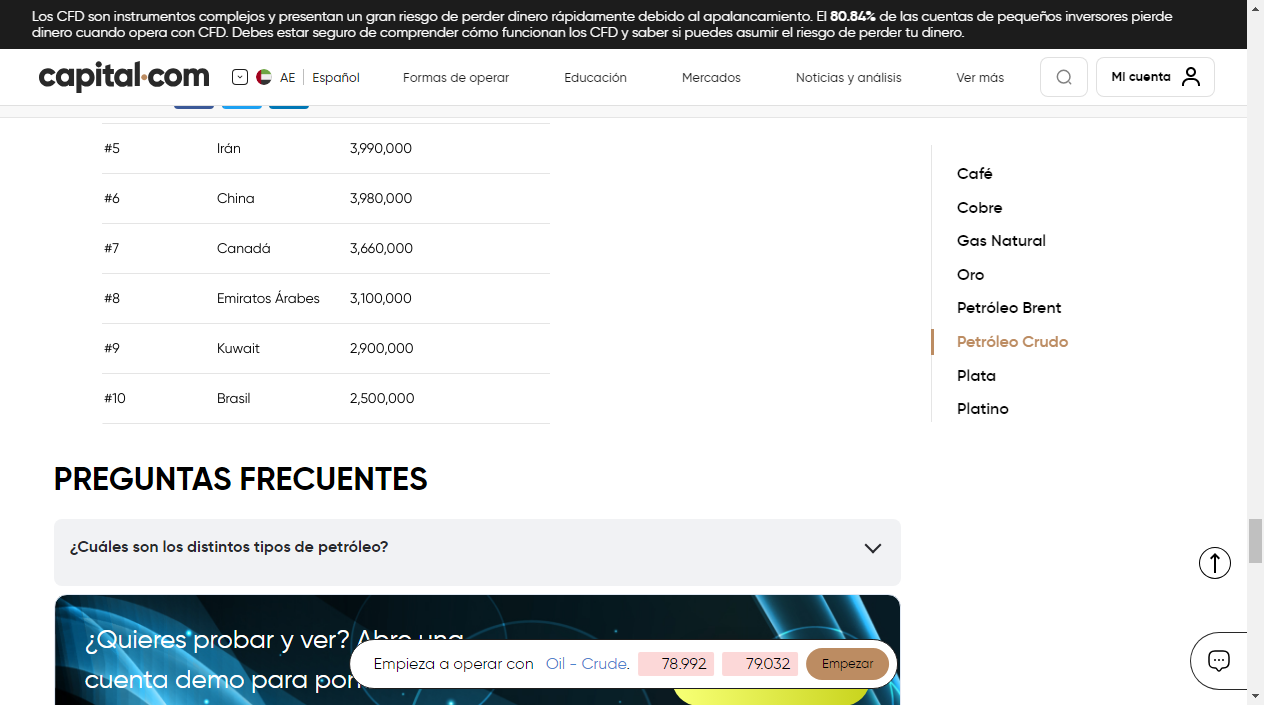 Los CFD son instrumentos complejos y presentan un gran riesgo de perder dinero rápidamente debido al apalancamiento. El 80.84% de las cuentas de pequeños inversores pierde
dinero cuando opera con CFD. Debes estar seguro de comprender cómo funcionan los CFD y saber si puedes asumir el riesgo de perder tu dinero.
capital.com
AE Español
Formas de operar
Educación
Mercados
Noticias y análisis
Ver más
Mi cuenta
#5 Irán 3,990,000
#6 China 3,980,000
#7 Canadá 3,660,000
#8 Emiratos Árabes 3,100,000
#9 Kuwait 2,900,000
#10 Brasil 2,500,000
Café
Cobre
Gas Natural
Oro
Petróleo Brent
Petróleo Crudo
Plata
Platino
PREGUNTAS FRECUENTES
¿Cuáles son los distintos tipos de petróleo?
¿Quieres probar y ver? Abre una
cuenta demo para pon
Empieza a operar con Oil - Crude. 78.992 79.032 Empezar